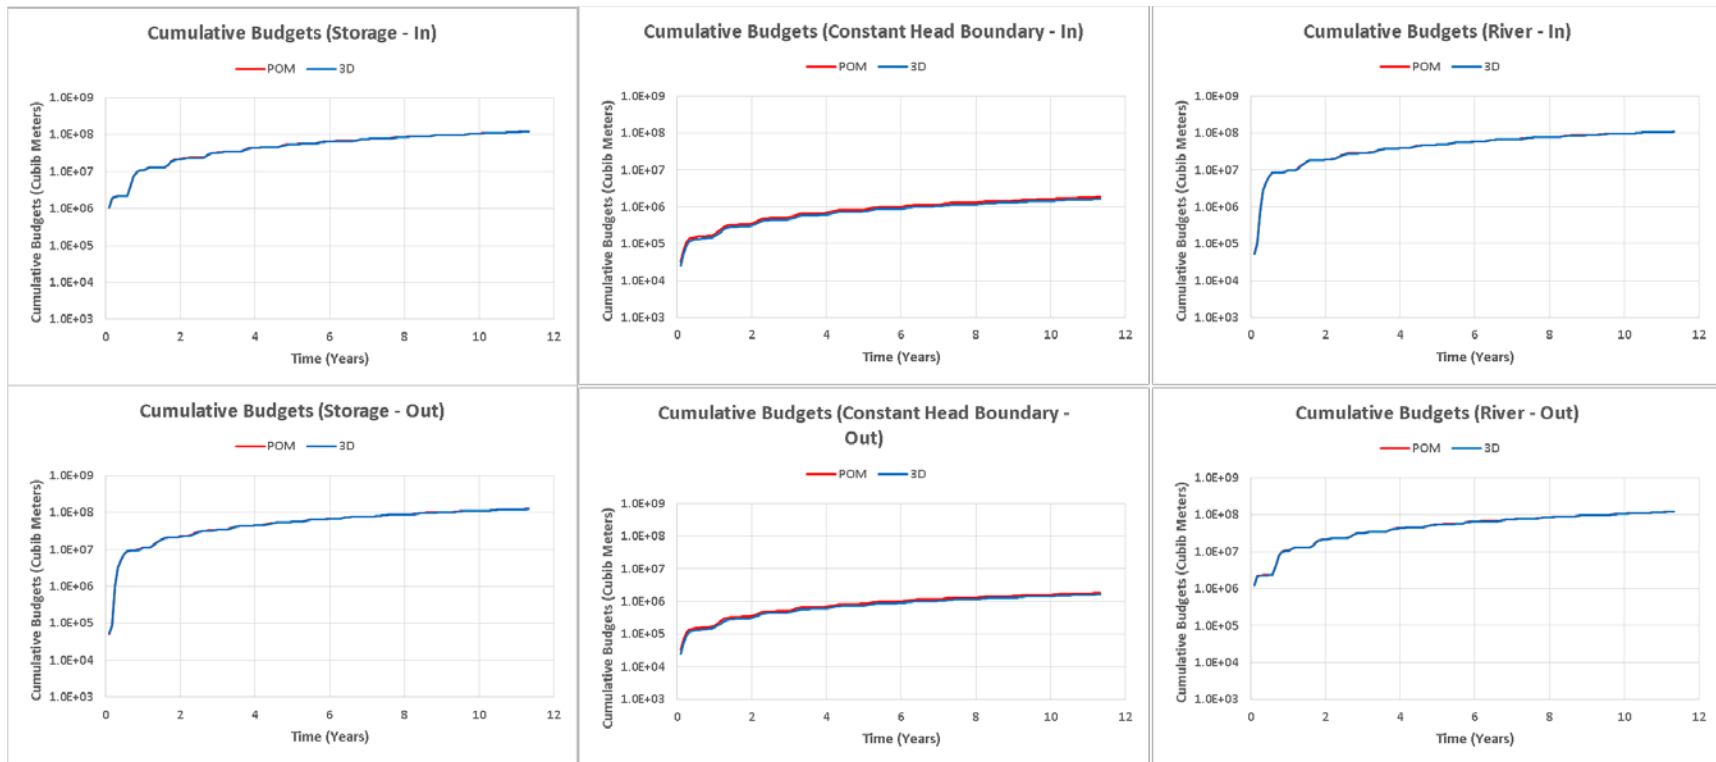 Cumulative Budgets (Storage - In)
POM 3D
Cumulative Budgets (Cubib Meters)
1.0E+09
1.0E+08
1.0E+07
1.0E+06
1.0E+05
1.0E+04
1.0E+03
0 2 4 6 8 10 12
Time (Years)
Cumulative Budgets (Constant Head Boundary - In)
POM 3D
Cumulative Budgets (Cubib Meters)
1.0E+09
1.0E+08
1.0E+07
1.0E+06
1.0E+05
1.0E+04
1.0E+03
0 2 4 6 8 10 12
Time (Years)
Cumulative Budgets (River - In)
POM 3D
Cumulative Budgets (Cubib Meters)
1.0E+09
1.0E+08
1.0E+07
1.0E+06
1.0E+05
1.0E+04
1.0E+03
0 2 4 6 8 10 12
Time (Years)
Cumulative Budgets (Storage - Out)
POM 3D
Cumulative Budgets (Cubib Meters)
1.0E+09
1.0E+08
1.0E+07
1.0E+06
1.0E+05
1.0E+04
1.0E+03
0 2 4 6 8 10 12
Time (Years)
Cumulative Budgets (Constant Head Boundary -
Out)
POM 3D
Cumulative Budgets (Cubib Meters)
1.0E+09
1.0E+08
1.0E+07
1.0E+06
1.0E+05
1.0E+04
1.0E+03
0 2 4 6 8 10 12
Time (Years)
Cumulative Budgets (River - Out)
POM 3D
Cumulative Budgets (Cubib Meters)
1.0E+09
1.0E+08
1.0E+07
1.0E+06
1.0E+05
1.0E+04
1.0E+03
0 2 4 6 8 10 12
Time (Years)